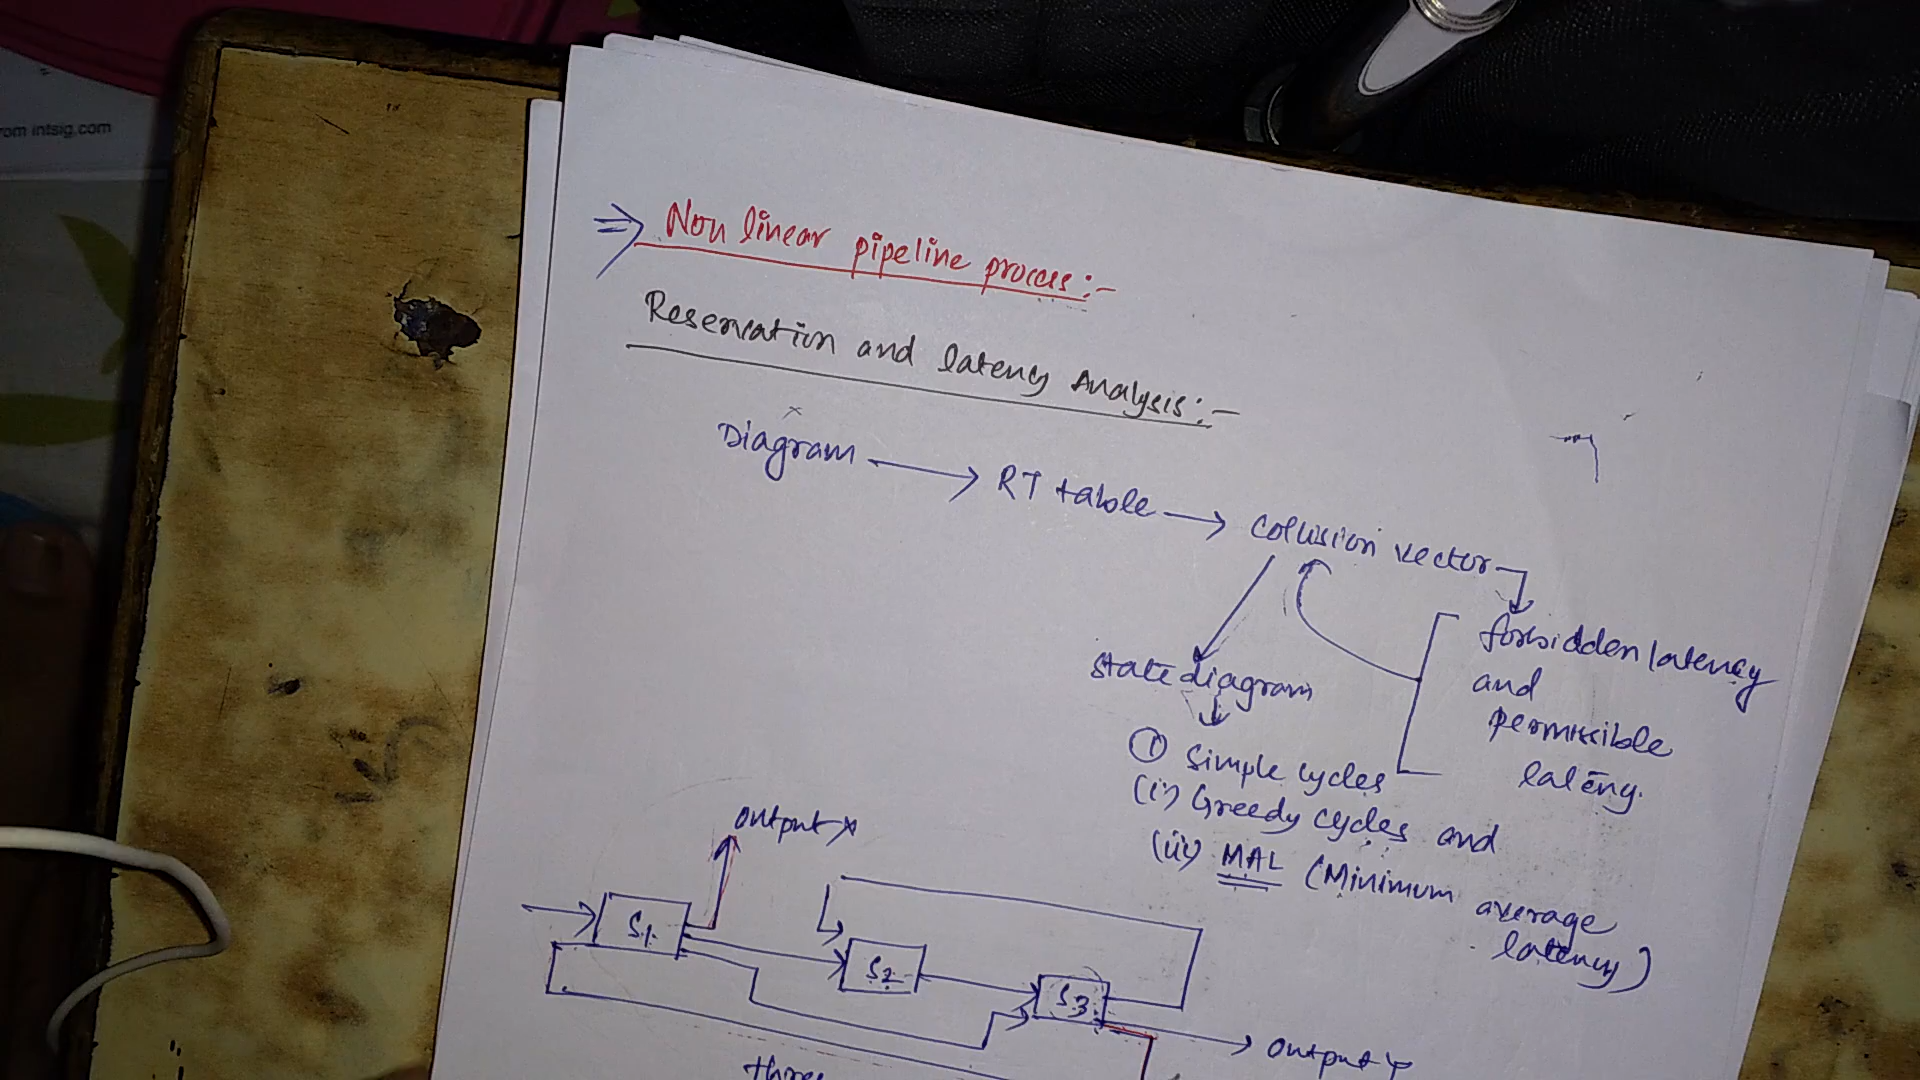 rom intsig.com
⇒ Non linear pipeline process:-
Reservation and latency Analysis:-
Diagram → RT table → Collision vector
forbidden latency
and
permissible
latency.
state diagram
① Simple cycles
(ii) Greedy cycles and
(iii) MAL (Minimum average
latency)
output X
S1
S2
S3
output Y
three